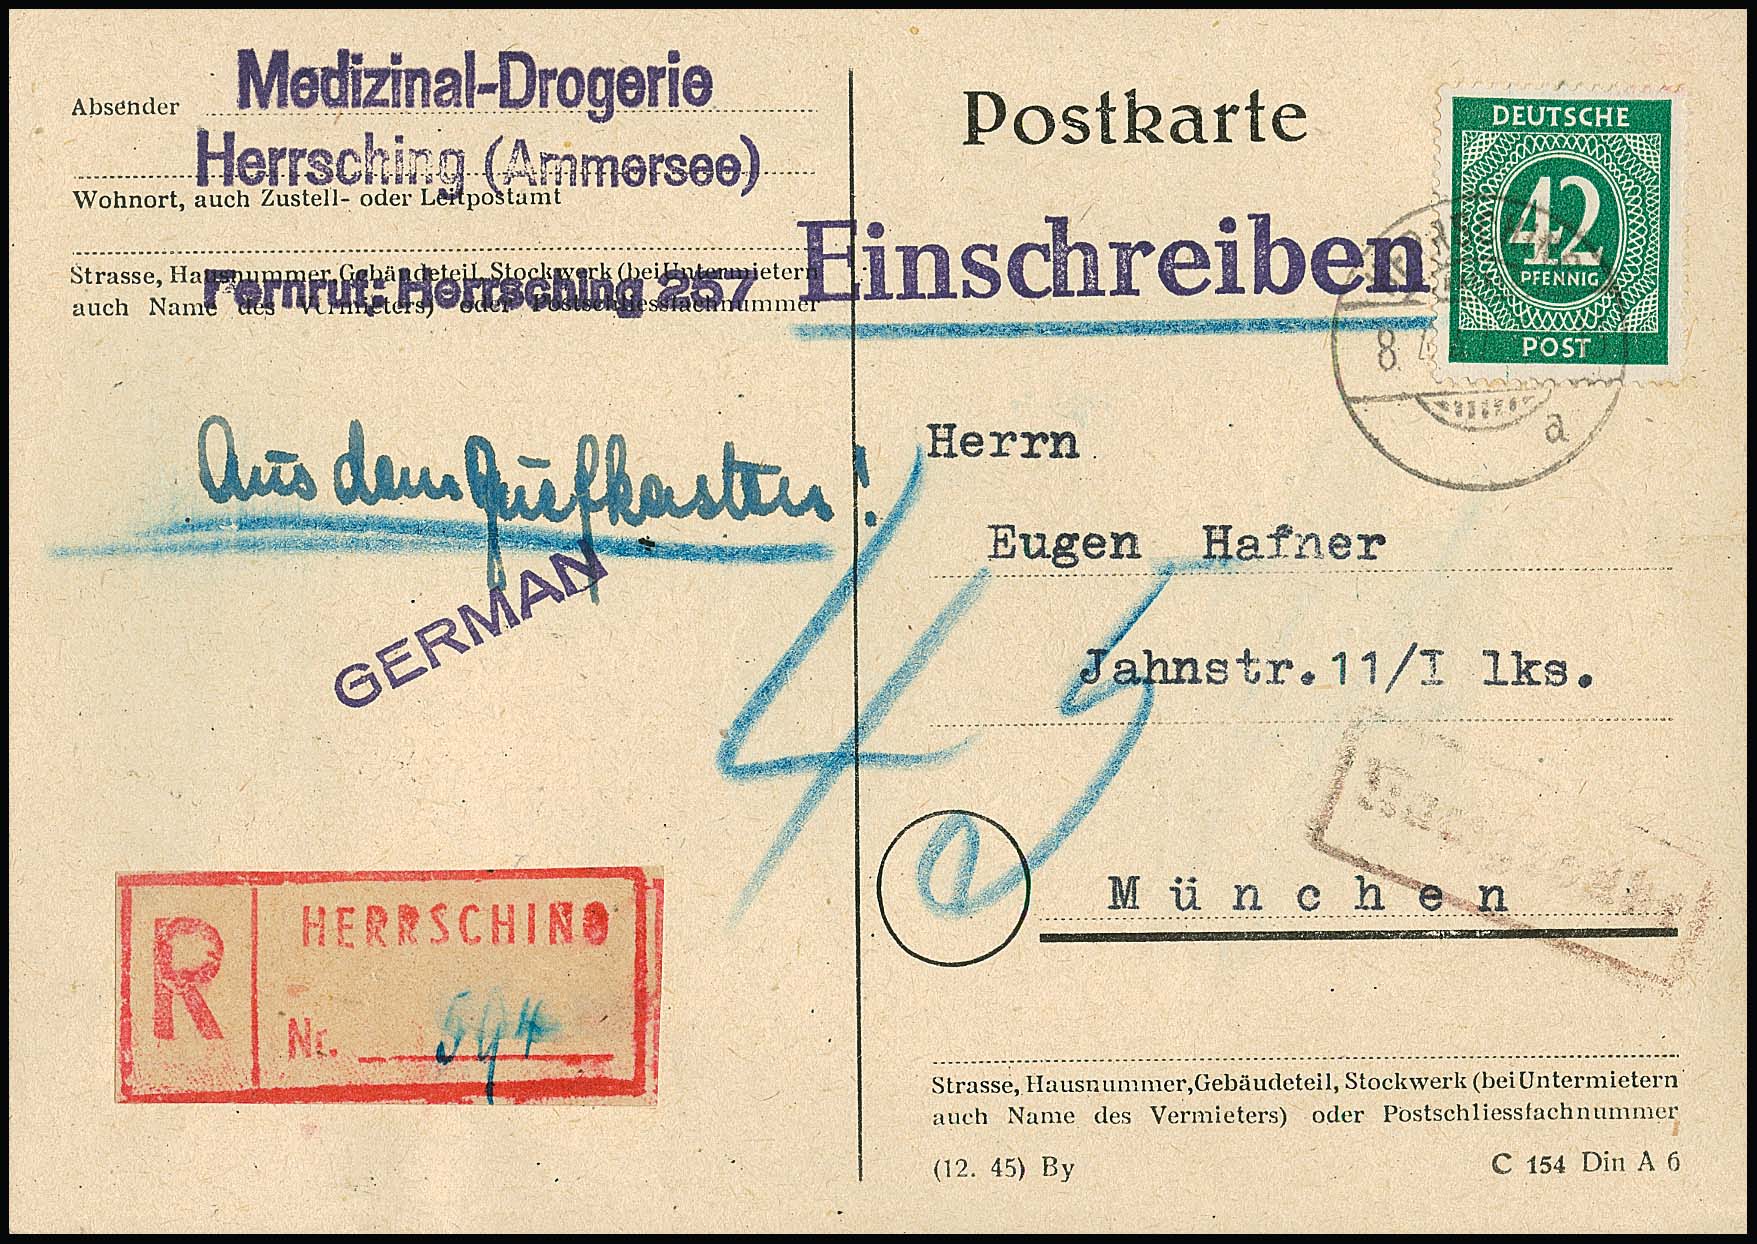 Medizinal-Drogerie
Absender
Herrsching (Ammersee)
Wohnort, auch Zustell- oder Leitpostamt
Strasse, Hausnummer, Gebäudeteil, Stockwerk (bei Untermietern
Fernruf: Herrsching 257
auch Name des Vermieters) oder Postschliessfachnummer
Aus dem Briefkasten!
GERMAN
R
HERRSCHING
Nr. 594
Postkarte
DEUTSCHE
42
PFENNIG
POST
Einschreiben
8.
a
Herrn
Eugen Hafner
Jahnstr.11/I lks.
45
München
Strasse, Hausnummer, Gebäudeteil, Stockwerk (bei Untermietern
auch Name des Vermieters) oder Postschliessfachnummer
(12. 45) By
C 154 Din A 6